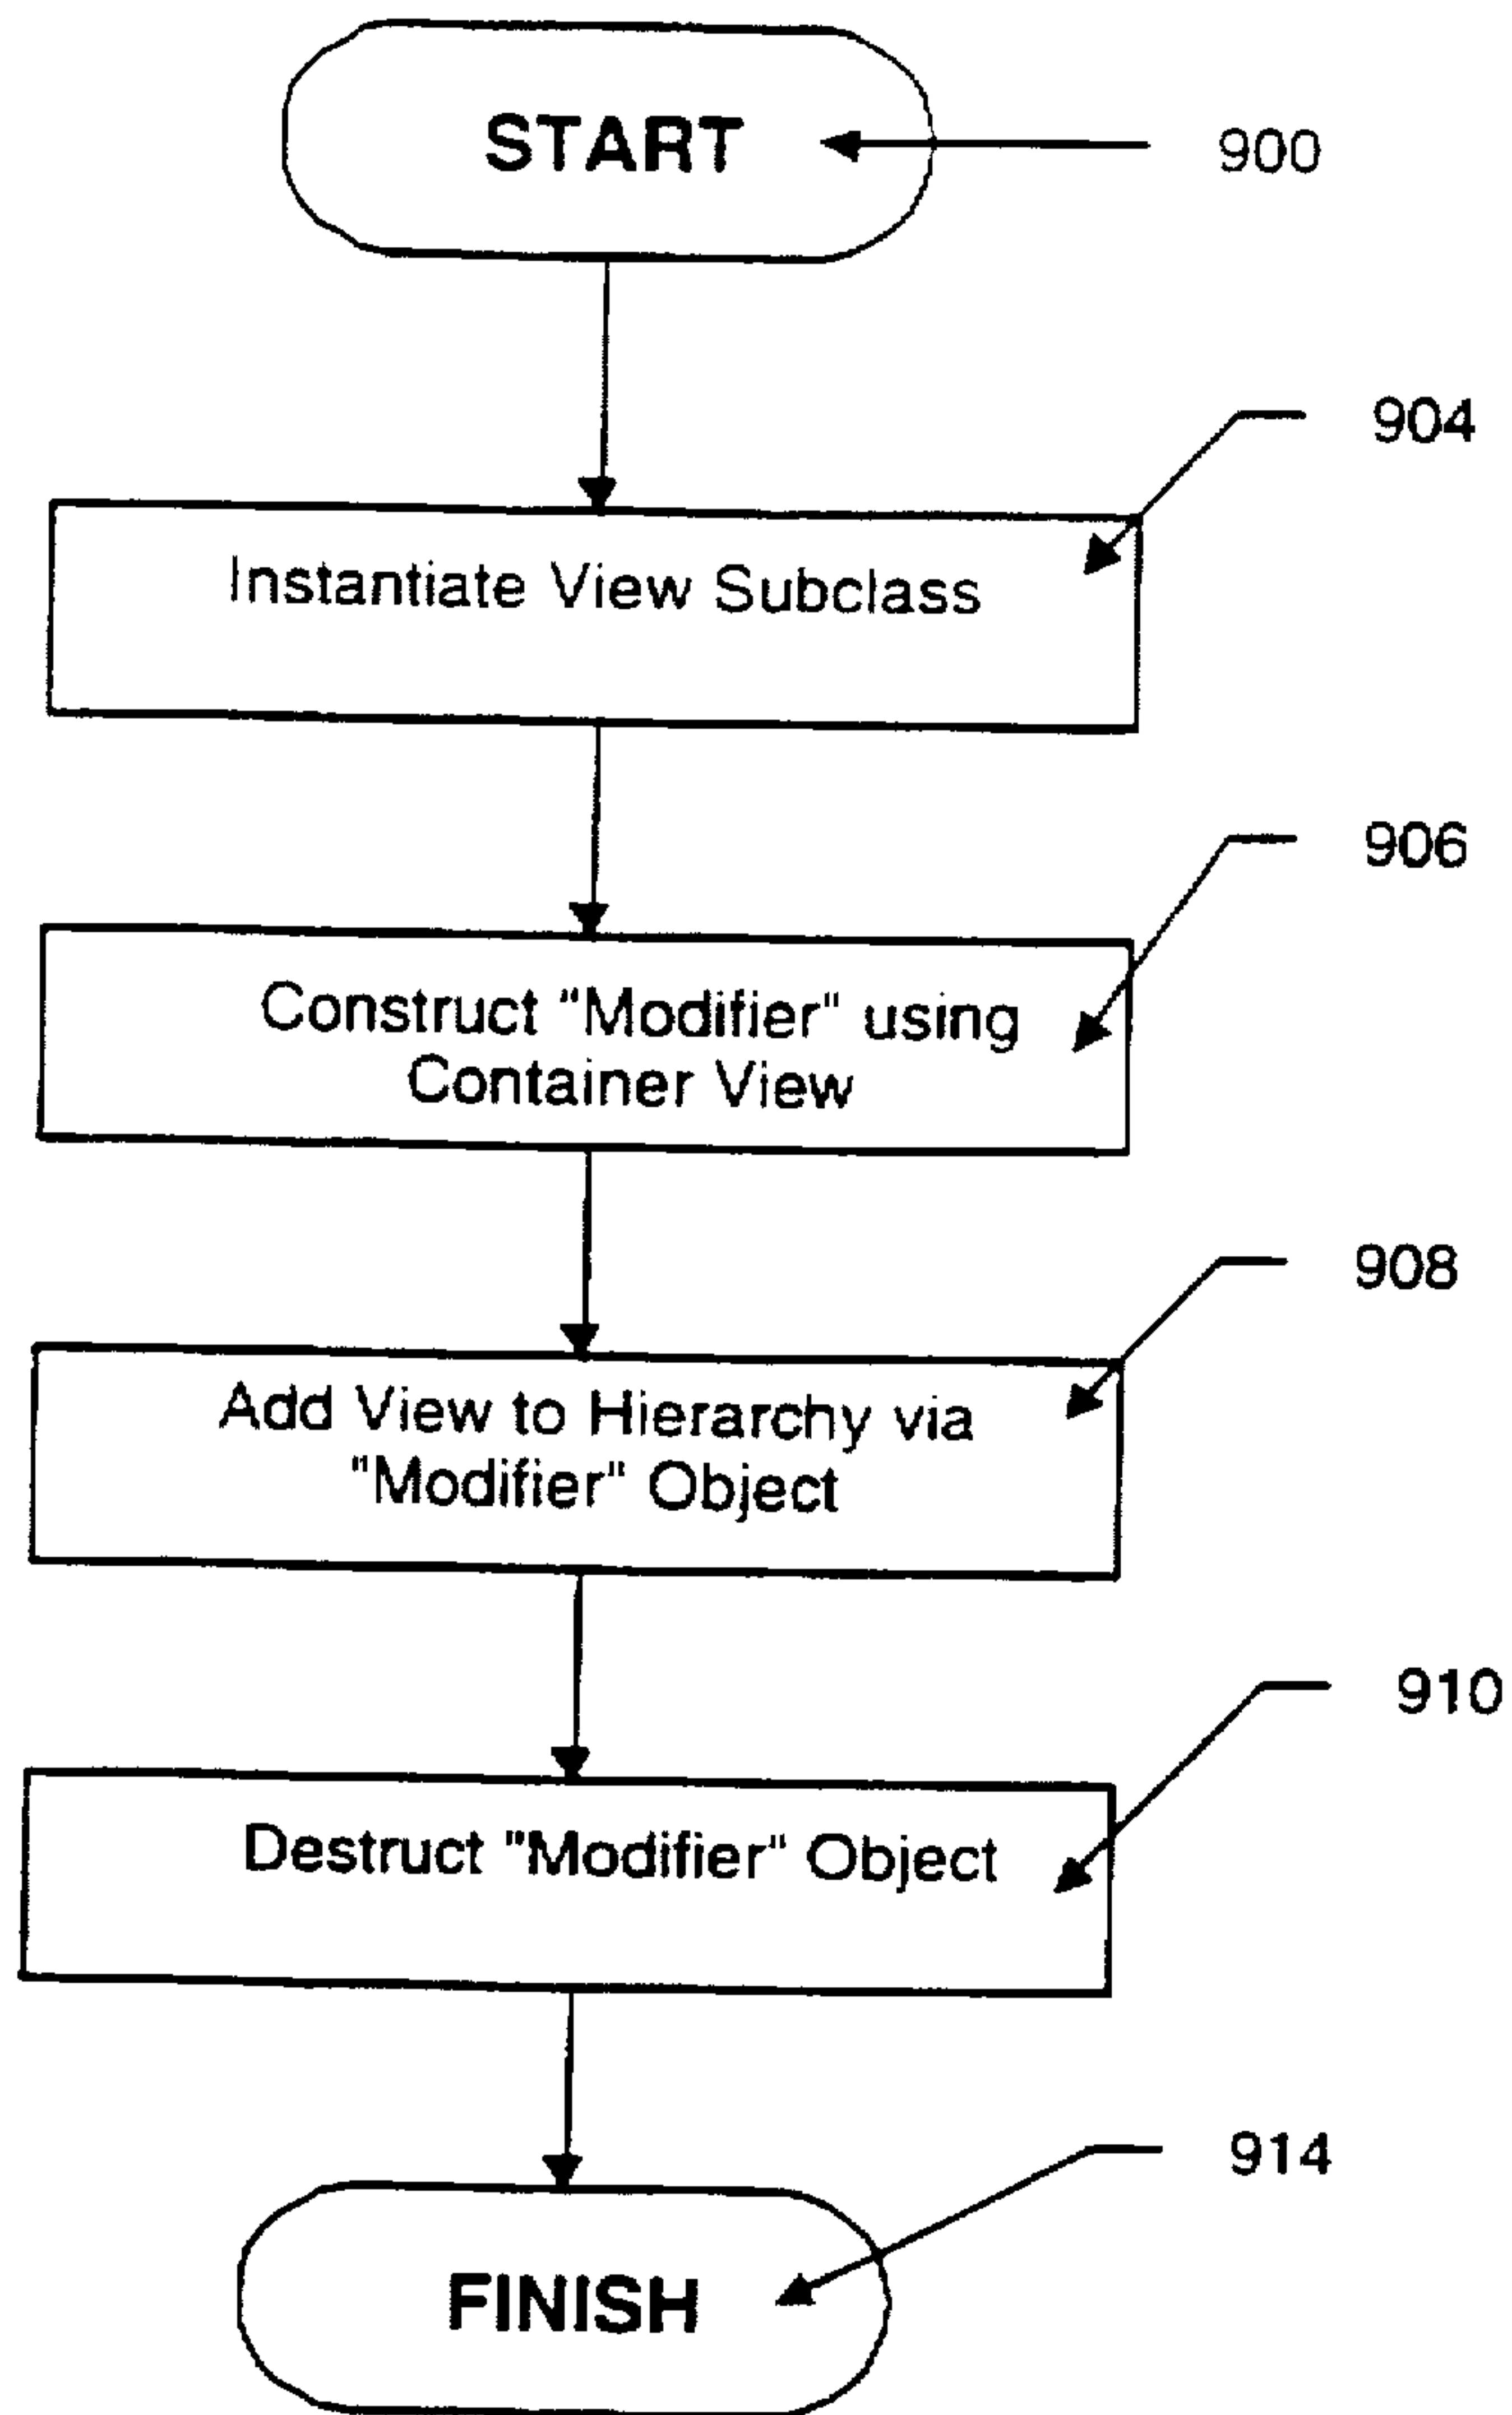 START
900
904
Instantiate View Subclass
906
Construct "Modifier" using
Container View
908
Add View to Hierarchy via
"Modifier" Object
910
Destruct "Modifier" Object
914
FINISH